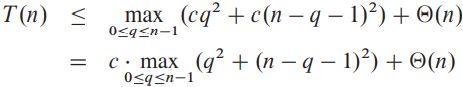 T(n) ≤ max_{0≤q≤n−1} (cq² + c(n − q − 1)²) + Θ(n)
= c · max_{0≤q≤n−1} (q² + (n − q − 1)²) + Θ(n)